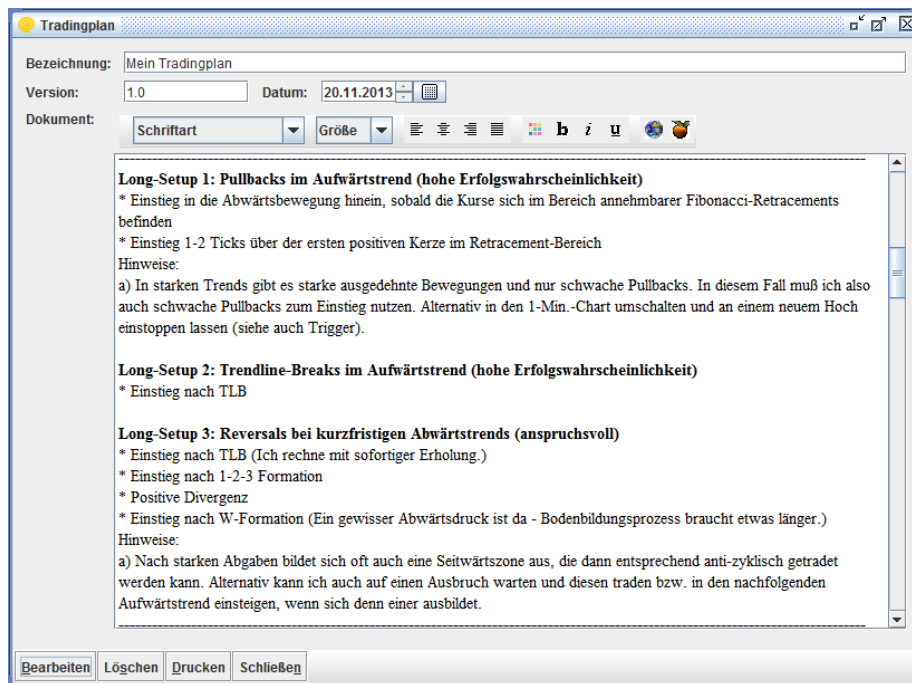 Tradingplan
Bezeichnung: Mein Tradingplan
Version: 1.0 Datum: 20.11.2013
Dokument:
Schriftart Größe b i u
Long-Setup 1: Pullbacks im Aufwärtstrend (hohe Erfolgswahrscheinlichkeit)
* Einstieg in die Abwärtsbewegung hinein, sobald die Kurse sich im Bereich annehmbarer Fibonacci-Retracements
befinden
* Einstieg 1-2 Ticks über der ersten positiven Kerze im Retracement-Bereich
Hinweise:
a) In starken Trends gibt es starke ausgedehnte Bewegungen und nur schwache Pullbacks. In diesem Fall muß ich also
auch schwache Pullbacks zum Einstieg nutzen. Alternativ in den 1-Min.-Chart umschalten und an einem neuem Hoch
einstoppen lassen (siehe auch Trigger).
Long-Setup 2: Trendline-Breaks im Aufwärtstrend (hohe Erfolgswahrscheinlichkeit)
* Einstieg nach TLB
Long-Setup 3: Reversals bei kurzfristigen Abwärtstrends (anspruchsvoll)
* Einstieg nach TLB (Ich rechne mit sofortiger Erholung.)
* Einstieg nach 1-2-3 Formation
* Positive Divergenz
* Einstieg nach W-Formation (Ein gewisser Abwärtsdruck ist da - Bodenbildungsprozess braucht etwas länger.)
Hinweise:
a) Nach starken Abgaben bildet sich oft auch eine Seitwärtszone aus, die dann entsprechend anti-zyklisch getradet
werden kann. Alternativ kann ich auch auf einen Ausbruch warten und diesen traden bzw. in den nachfolgenden
Aufwärtstrend einsteigen, wenn sich denn einer ausbildet.
Bearbeiten Löschen Drucken Schließen